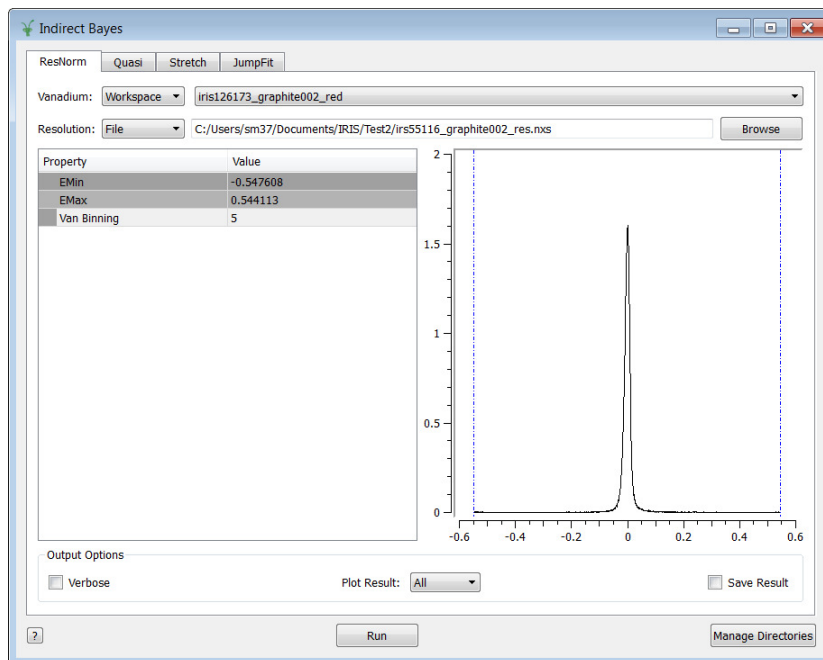 Indirect Bayes
ResNorm Quasi Stretch JumpFit
Vanadium: Workspace iris126173_graphite002_red
Resolution: File C:/Users/sm37/Documents/IRIS/Test2/irs55116_graphite002_res.nxs Browse
Property Value
EMin -0.547608
EMax 0.544113
Van Binning 5
2
1.5
1
0.5
0
-0.6 -0.4 -0.2 0 0.2 0.4 0.6
Output Options
Verbose Plot Result: All Save Result
? Run Manage Directories